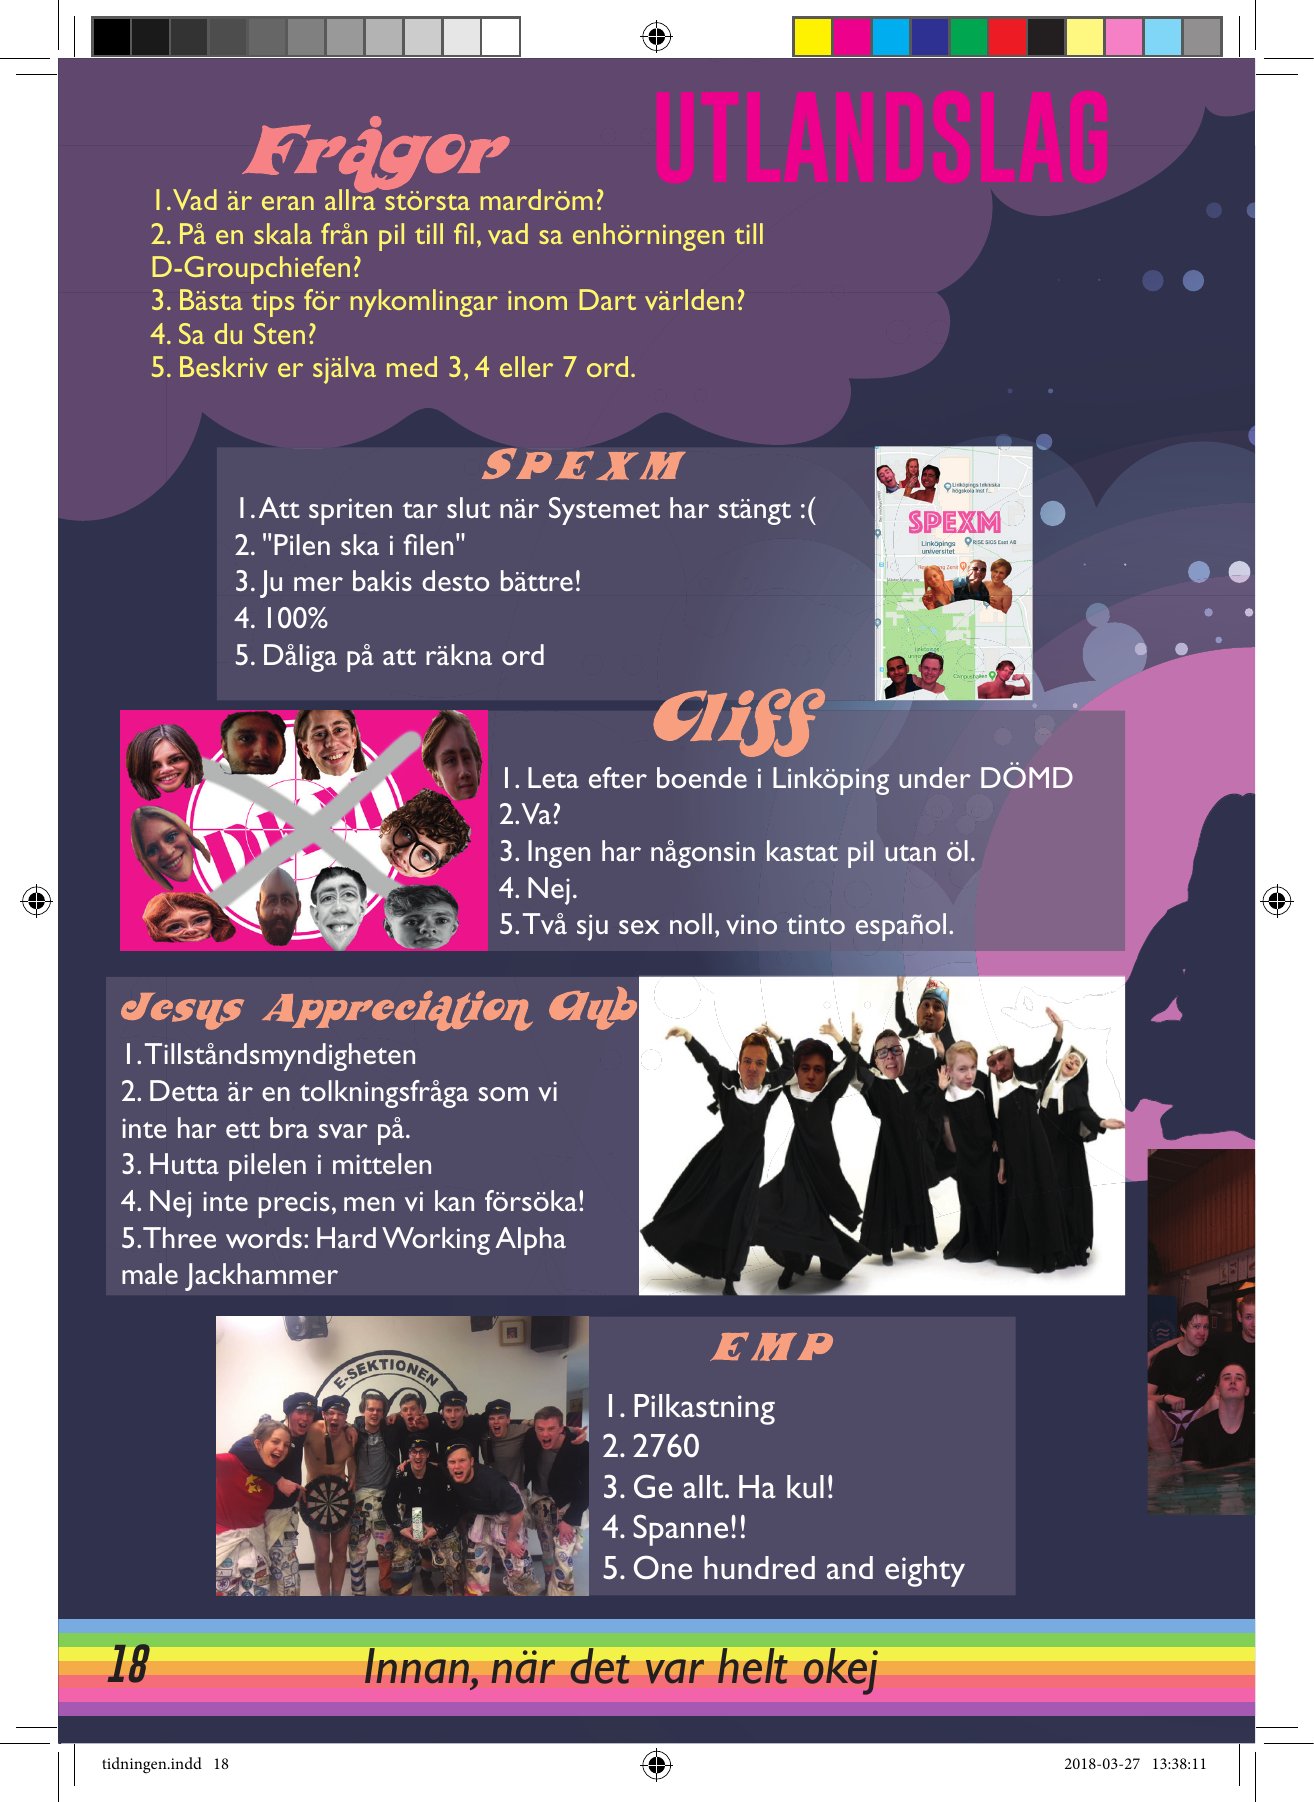 UTLANDSLAG
Frågor
1. Vad är eran allra största mardröm?
2. På en skala från pil till fil, vad sa enhörningen till
D-Groupchiefen?
3. Bästa tips för nykomlingar inom Dart världen?
4. Sa du Sten?
5. Beskriv er själva med 3, 4 eller 7 ord.
SPEXM
1. Att spriten tar slut när Systemet har stängt :(
2. "Pilen ska i filen"
3. Ju mer bakis desto bättre!
4. 100%
5. Dåliga på att räkna ord
Linköpings tekniska
högskola inst f...
SPEXM
Linköpings
universitet
RISE SICS East AB
Cliff
1. Leta efter boende i Linköping under DÖMD
2. Va?
3. Ingen har någonsin kastat pil utan öl.
4. Nej.
5. Två sju sex noll, vino tinto español.
Jesus Appreciation Club
1. Tillståndsmyndigheten
2. Detta är en tolkningsfråga som vi
inte har ett bra svar på.
3. Hutta pilelen i mittelen
4. Nej inte precis, men vi kan försöka!
5. Three words: Hard Working Alpha
male Jackhammer
E-SEKTIONEN
EMP
1. Pilkastning
2. 2760
3. Ge allt. Ha kul!
4. Spanne!!
5. One hundred and eighty
18
Innan, när det var helt okej
tidningen.indd 18
2018-03-27 13:38:11